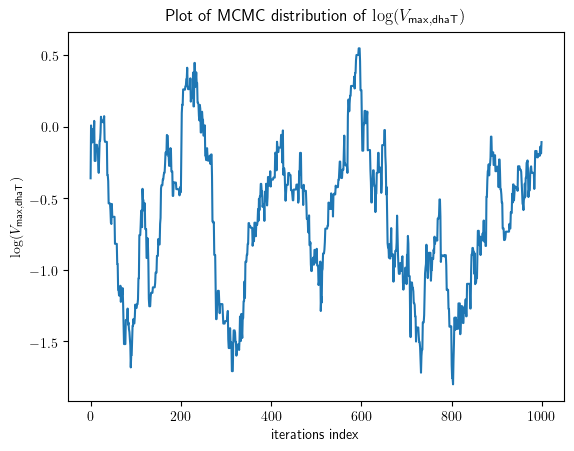 Plot of MCMC distribution of log(V_max,dhaT)
log(V_max,dhaT)
0.5
0.0
−0.5
−1.0
−1.5
0 200 400 600 800 1000
iterations index